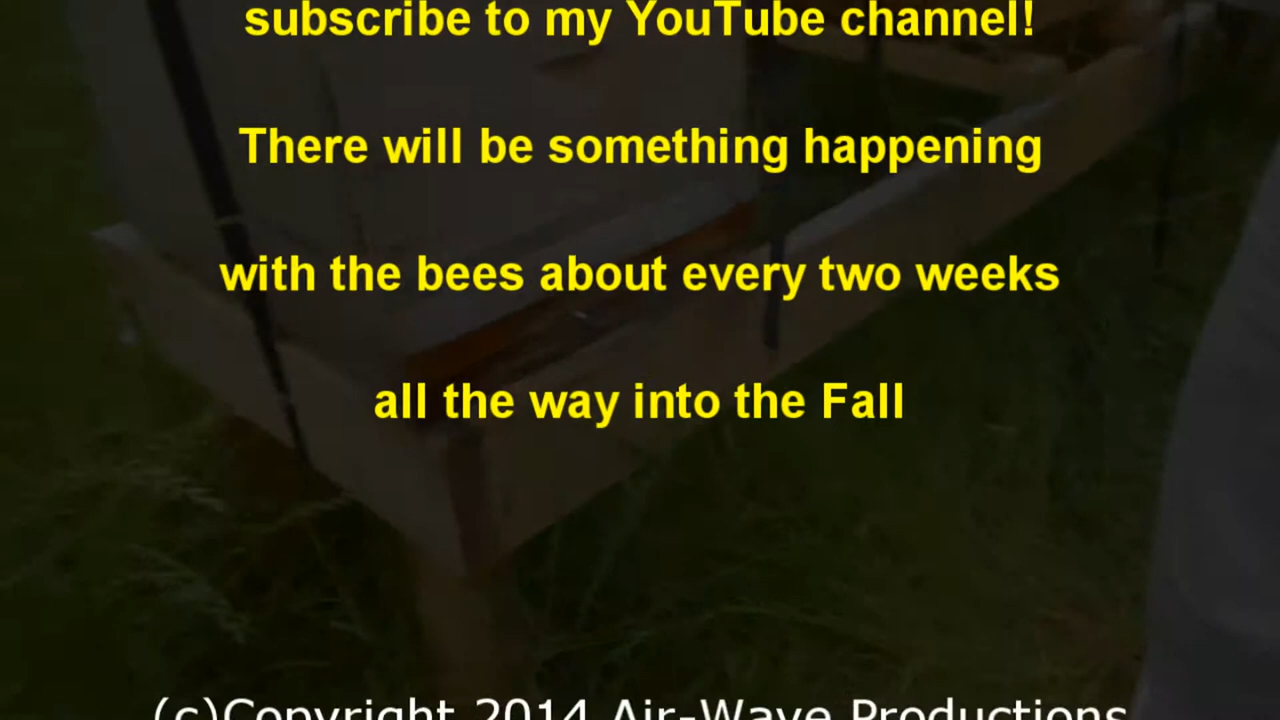 subscribe to my YouTube channel!
There will be something happening
with the bees about every two weeks
all the way into the Fall
(c)Copyright 2014 Air-Wave Productions